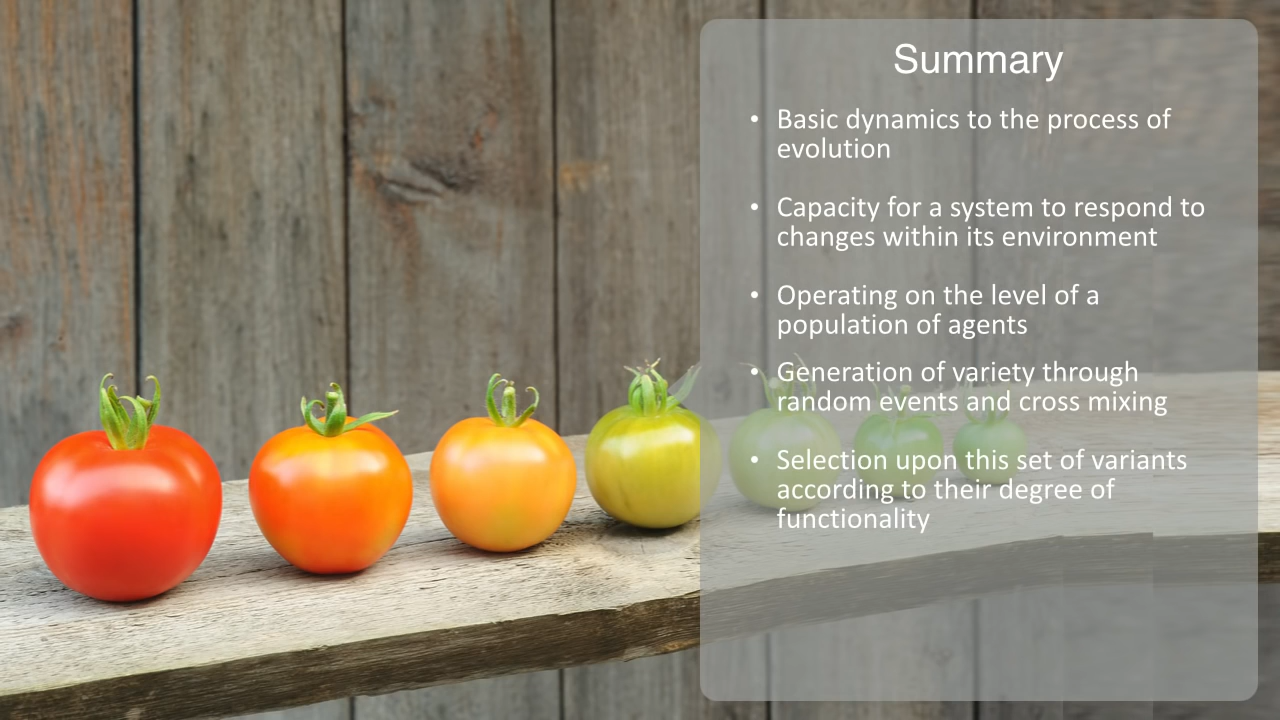 Summary
• Basic dynamics to the process of
evolution
• Capacity for a system to respond to
changes within its environment
• Operating on the level of a
population of agents
• Generation of variety through
random events and cross mixing
• Selection upon this set of variants
according to their degree of
functionality